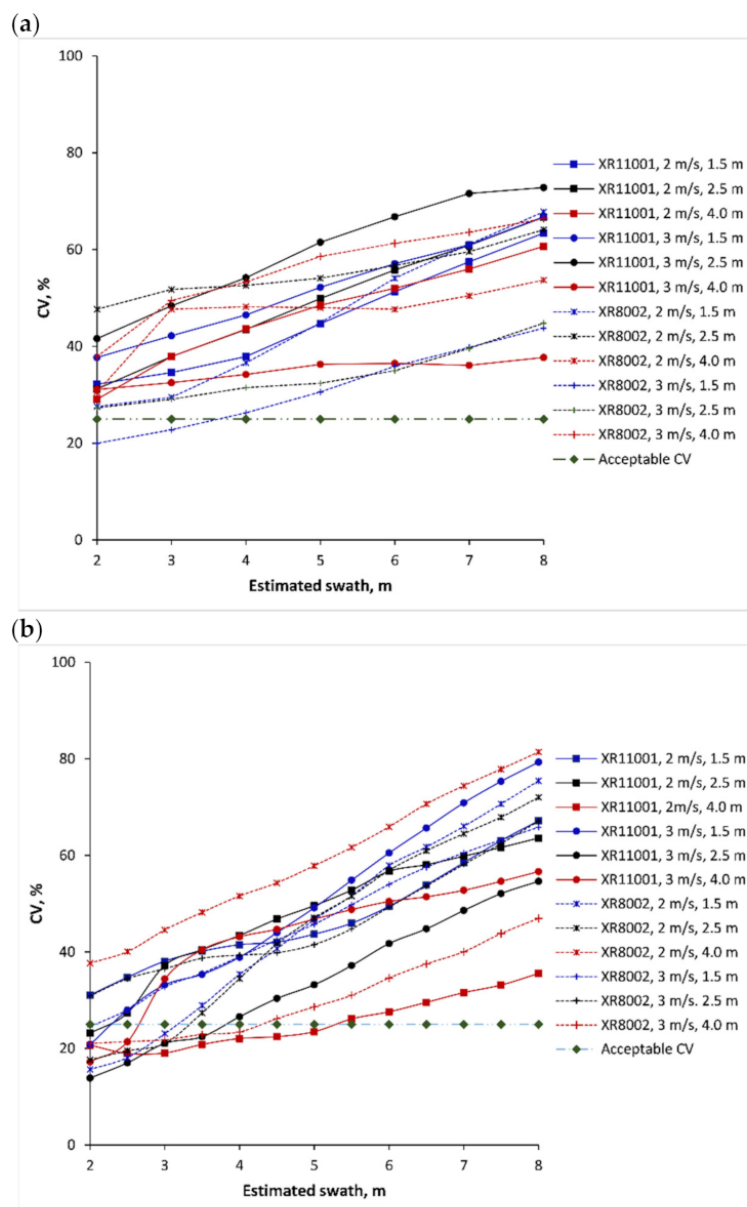 (a)
100
80
60
40
20
0
CV, %
2 3 4 5 6 7 8
Estimated swath, m
XR11001, 2 m/s, 1.5 m
XR11001, 2 m/s, 2.5 m
XR11001, 2 m/s, 4.0 m
XR11001, 3 m/s, 1.5 m
XR11001, 3 m/s, 2.5 m
XR11001, 3 m/s, 4.0 m
XR8002, 2 m/s, 1.5 m
XR8002, 2 m/s, 2.5 m
XR8002, 2 m/s, 4.0 m
XR8002, 3 m/s, 1.5 m
XR8002, 3 m/s, 2.5 m
XR8002, 3 m/s, 4.0 m
Acceptable CV
(b)
100
80
60
40
20
0
CV, %
2 3 4 5 6 7 8
Estimated swath, m
XR11001, 2 m/s, 1.5 m
XR11001, 2 m/s, 2.5 m
XR11001, 2m/s, 4.0 m
XR11001, 3 m/s, 1.5 m
XR11001, 3 m/s, 2.5 m
XR11001, 3 m/s, 4.0 m
XR8002, 2 m/s, 1.5 m
XR8002, 2 m/s, 2.5 m
XR8002, 2 m/s, 4.0 m
XR8002, 3 m/s, 1.5 m
XR8002, 3 m/s, 2.5 m
XR8002, 3 m/s, 4.0 m
Acceptable CV